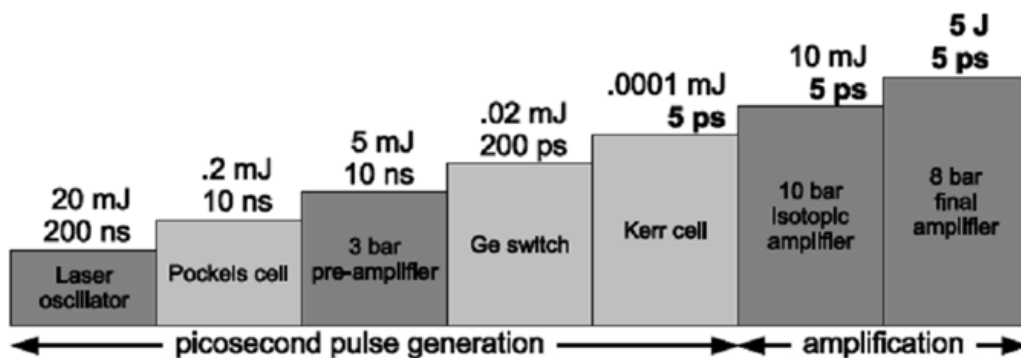 20 mJ
200 ns
Laser
oscillator
.2 mJ
10 ns
Pockels cell
5 mJ
10 ns
3 bar
pre-amplifier
.02 mJ
200 ps
Ge switch
.0001 mJ
5 ps
Kerr cell
10 mJ
5 ps
10 bar
isotopic
amplifier
5 J
5 ps
8 bar
final
amplifier
picosecond pulse generation
amplification